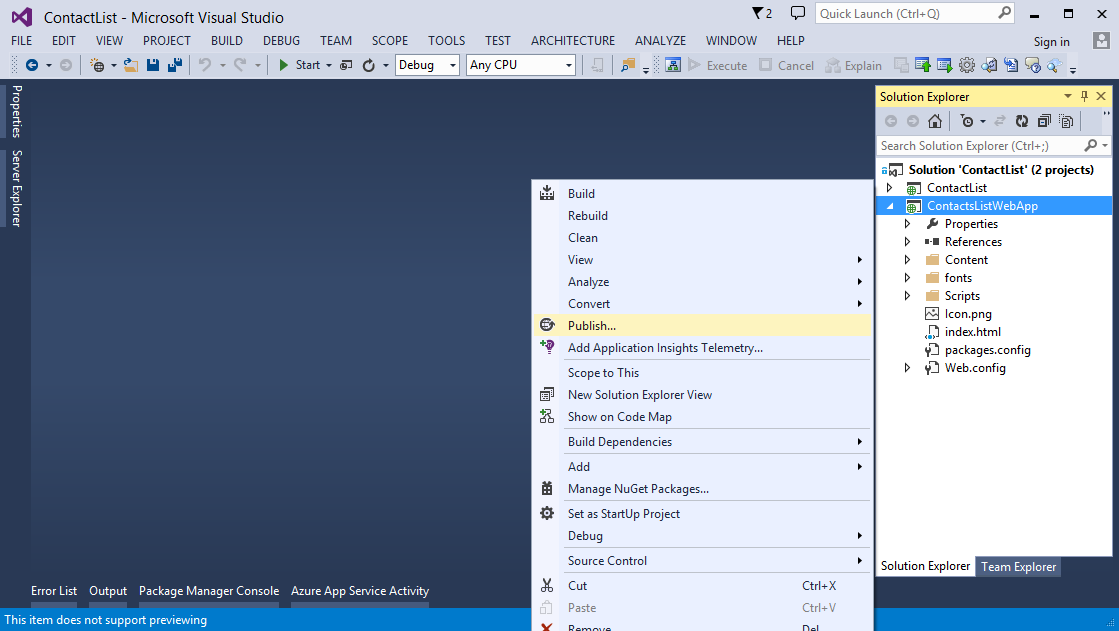 ContactList - Microsoft Visual Studio
2
Quick Launch (Ctrl+Q)
FILE EDIT VIEW PROJECT BUILD DEBUG TEAM SCOPE TOOLS TEST ARCHITECTURE ANALYZE WINDOW HELP
Sign in
Start Debug Any CPU Execute Cancel Explain
Properties
Server Explorer
Build
Rebuild
Clean
View
Analyze
Convert
Publish...
Add Application Insights Telemetry...
Scope to This
New Solution Explorer View
Show on Code Map
Build Dependencies
Add
Manage NuGet Packages...
Set as StartUp Project
Debug
Source Control
Cut Ctrl+X
Paste Ctrl+V
Remove Del
Solution Explorer
Search Solution Explorer (Ctrl+;)
Solution 'ContactList' (2 projects)
ContactList
ContactsListWebApp
Properties
References
Content
fonts
Scripts
Icon.png
index.html
packages.config
Web.config
Solution Explorer Team Explorer
Error List Output Package Manager Console Azure App Service Activity
This item does not support previewing